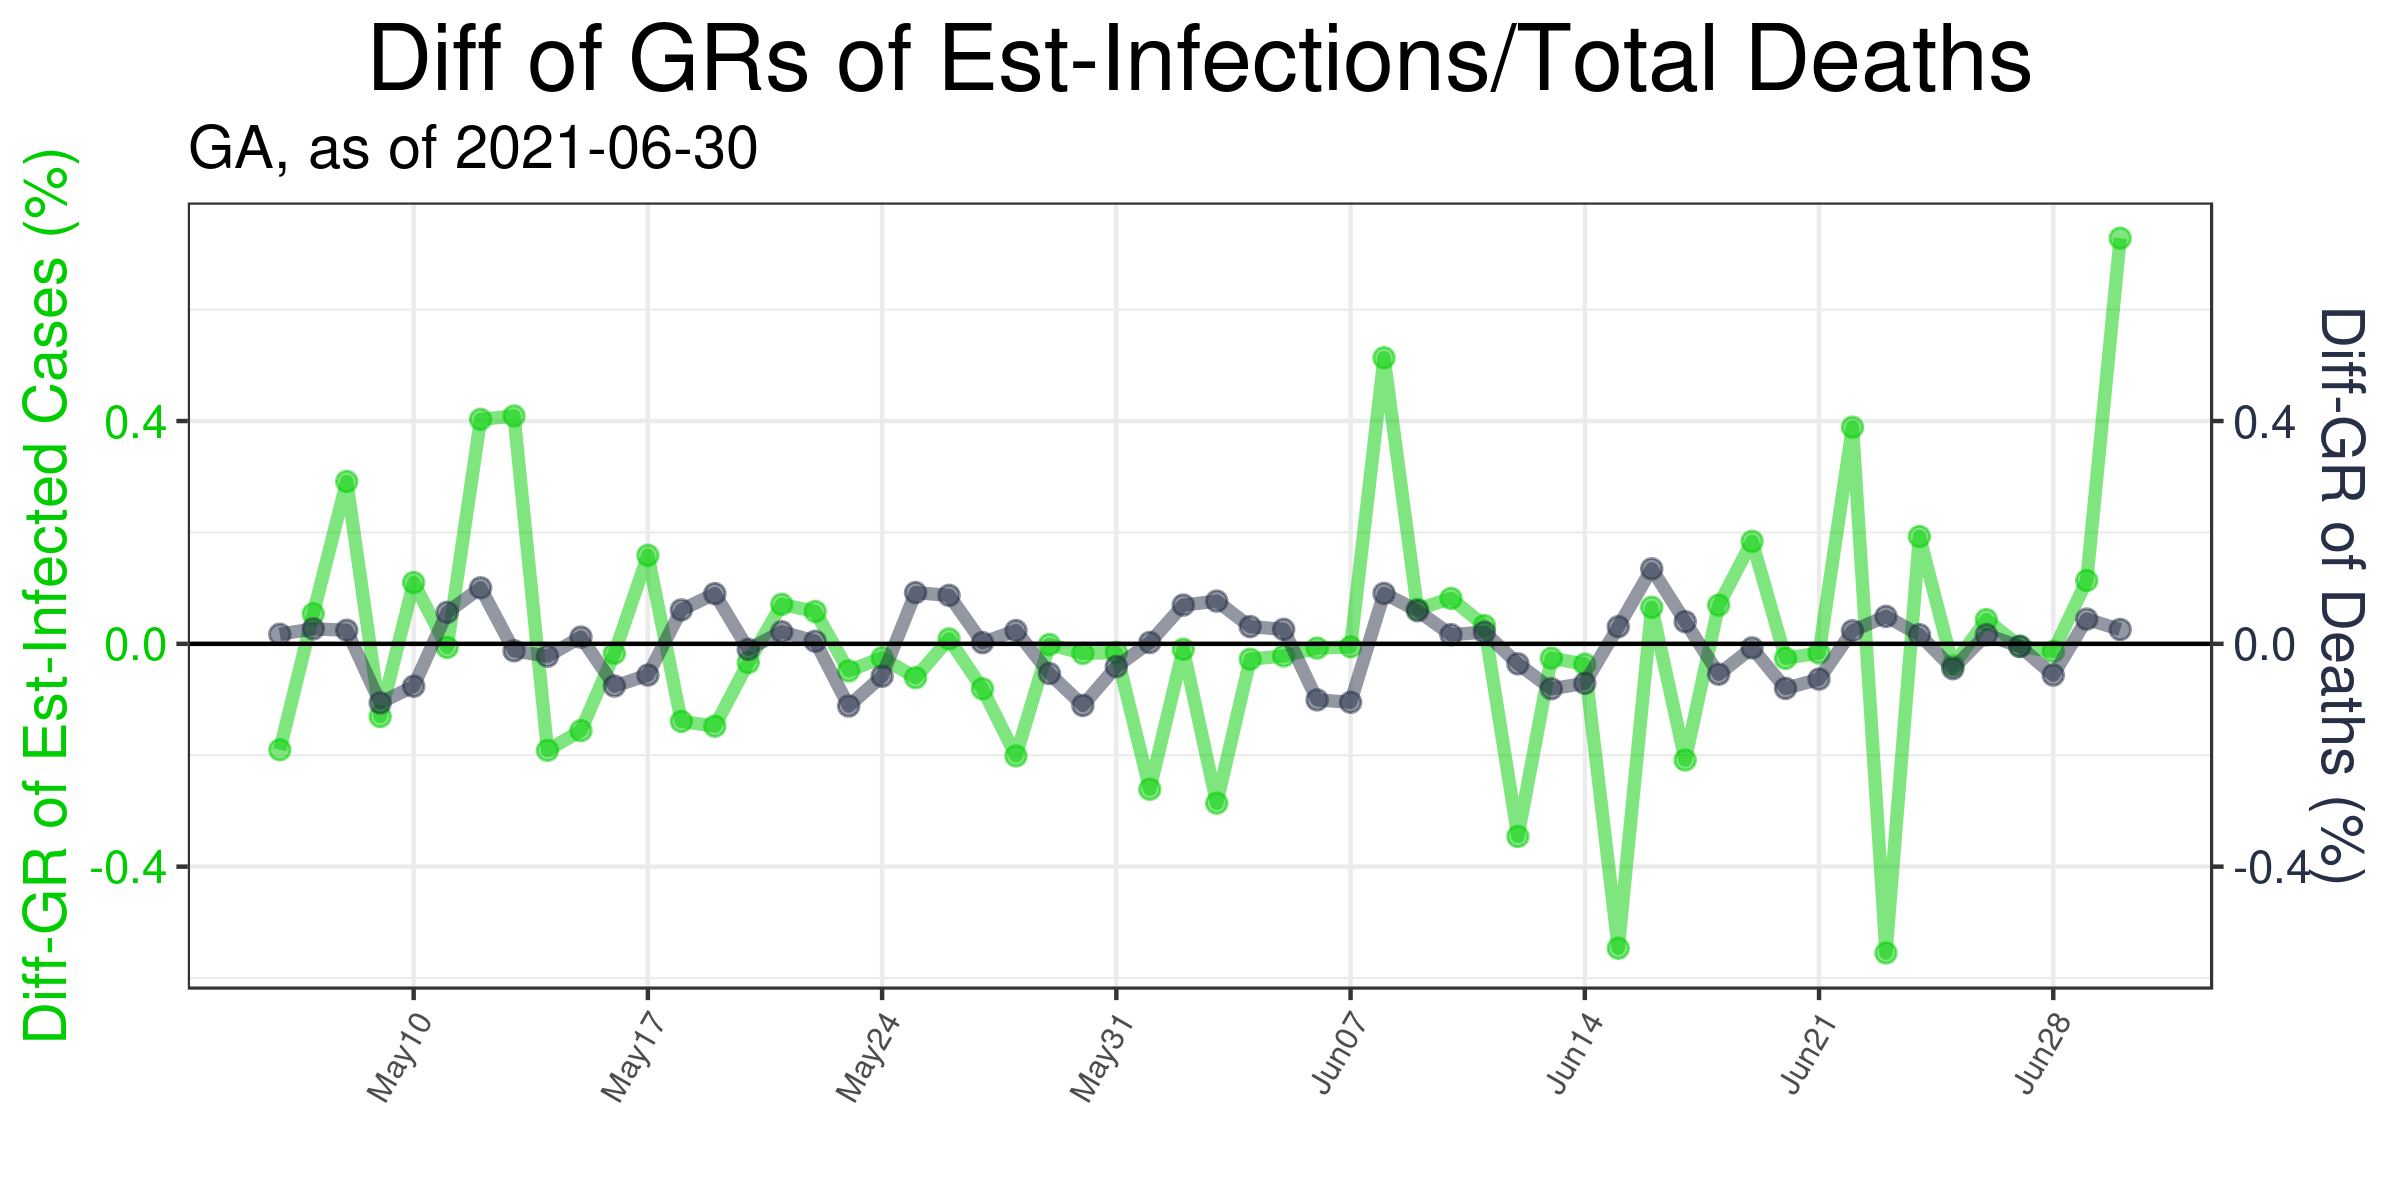 Diff of GRs of Est-Infections/Total Deaths
GA, as of 2021-06-30
Diff-GR of Est-Infected Cases (%)
0.4
0.0
-0.4
0.4
0.0
-0.4
Diff-GR of Deaths (%)
May10
May17
May24
May31
Jun07
Jun14
Jun21
Jun28